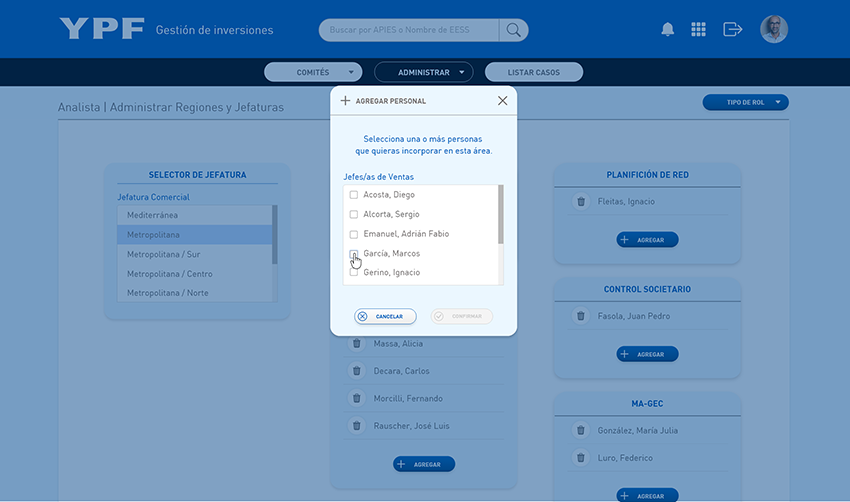 YPF
Gestión de inversiones
Buscar por APIES o Nombre de EESS
COMITÉS
ADMINISTRAR
LISTAR CASOS
Analista | Administrar Regiones y Jefaturas
TIPO DE ROL
AGREGAR PERSONAL
Selecciona una o más personas
que quieras incorporar en esta área.
Jefes/as de Ventas
Acosta, Diego
Alcorta, Sergio
Emanuel, Adrián Fabio
García, Marcos
Gerino, Ignacio
CANCELAR
CONFIRMAR
SELECTOR DE JEFATURA
Jefatura Comercial
Mediterránea
Metropolitana
Metropolitana / Sur
Metropolitana / Centro
Metropolitana / Norte
Massa, Alicia
Decara, Carlos
Morcilli, Fernando
Rauscher, José Luis
AGREGAR
PLANIFICIÓN DE RED
Fleitas, Ignacio
AGREGAR
CONTROL SOCIETARIO
Fasola, Juan Pedro
AGREGAR
MA-GEC
González, María Julia
Luro, Federico
AGREGAR